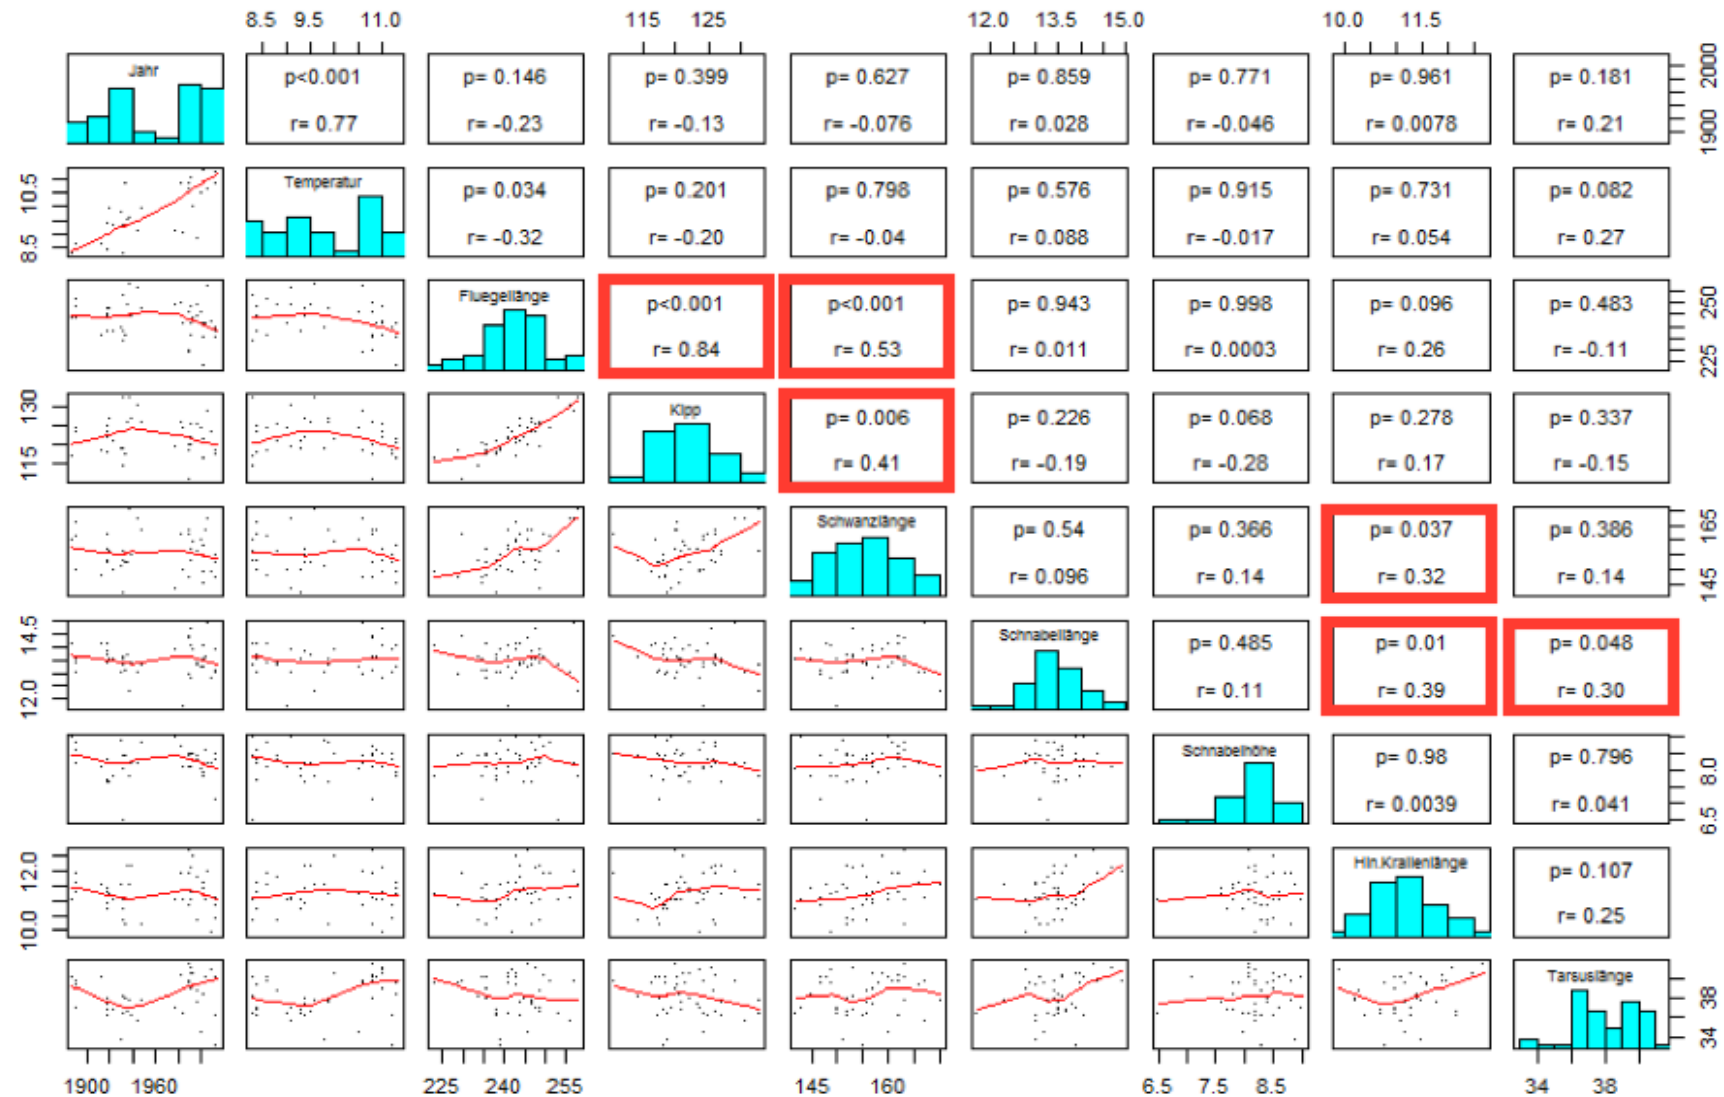 8.5 9.5 11.0 115 125 12.0 13.5 15.0 10.0 11.5
Jahr p<0.001 p= 0.146 p= 0.399 p= 0.627 p= 0.859 p= 0.771 p= 0.961 p= 0.181
r= 0.77 r= -0.23 r= -0.13 r= -0.076 r= 0.028 r= -0.046 r= 0.0078 r= 0.21
1900 2000
8.5 10.5
Temperatur p= 0.034 p= 0.201 p= 0.798 p= 0.576 p= 0.915 p= 0.731 p= 0.082
r= -0.32 r= -0.20 r= -0.04 r= 0.088 r= -0.017 r= 0.054 r= 0.27
Fluegellänge p<0.001 p<0.001 p= 0.943 p= 0.998 p= 0.096 p= 0.483
r= 0.84 r= 0.53 r= 0.011 r= 0.0003 r= 0.26 r= -0.11
225 250
115 130
Kipp p= 0.006 p= 0.226 p= 0.068 p= 0.278 p= 0.337
r= 0.41 r= -0.19 r= -0.28 r= 0.17 r= -0.15
Schwanzlänge p= 0.54 p= 0.366 p= 0.037 p= 0.386
r= 0.096 r= 0.14 r= 0.32 r= 0.14
145 165
12.0 14.5
Schnabellänge p= 0.485 p= 0.01 p= 0.048
r= 0.11 r= 0.39 r= 0.30
Schnabelhöhe p= 0.98 p= 0.796
r= 0.0039 r= 0.041
6.5 8.0
10.0 12.0
Hin.Krallenlänge p= 0.107
r= 0.25
Tarsuslänge
34 38
1900 1960 225 240 255 145 160 6.5 7.5 8.5 34 38